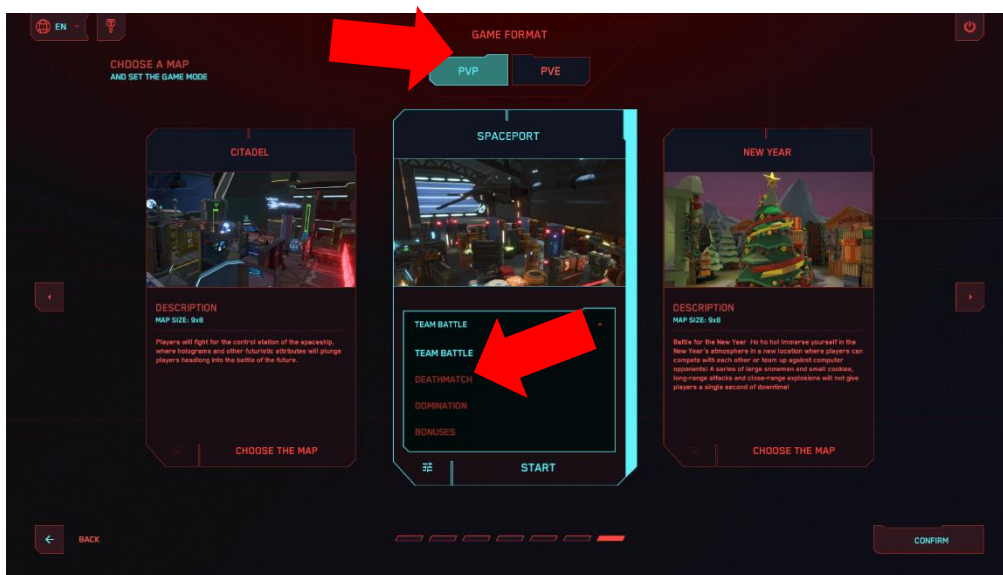 EN
GAME FORMAT
CHOOSE A MAP
AND SET THE GAME MODE
PVP
PVE
CITADEL
DESCRIPTION
MAP SIZE: 9x8
Players will fight for the control station of the spaceship,
where holograms and other futuristic attributes will plunge
players headlong into the battle of the future.
CHOOSE THE MAP
SPACEPORT
TEAM BATTLE
TEAM BATTLE
DEATHMATCH
DOMINATION
BONUSES
START
NEW YEAR
DESCRIPTION
MAP SIZE: 9x8
Battle for the New Year Ho ho ho! Immerse yourself in the
New Year's atmosphere in a new location where players can
compete with each other or team up against computer
opponents! A series of large snowman and small cookies,
long-range attacks and close-range explosions will not give
players a single second of downtime!
CHOOSE THE MAP
BACK
CONFIRM